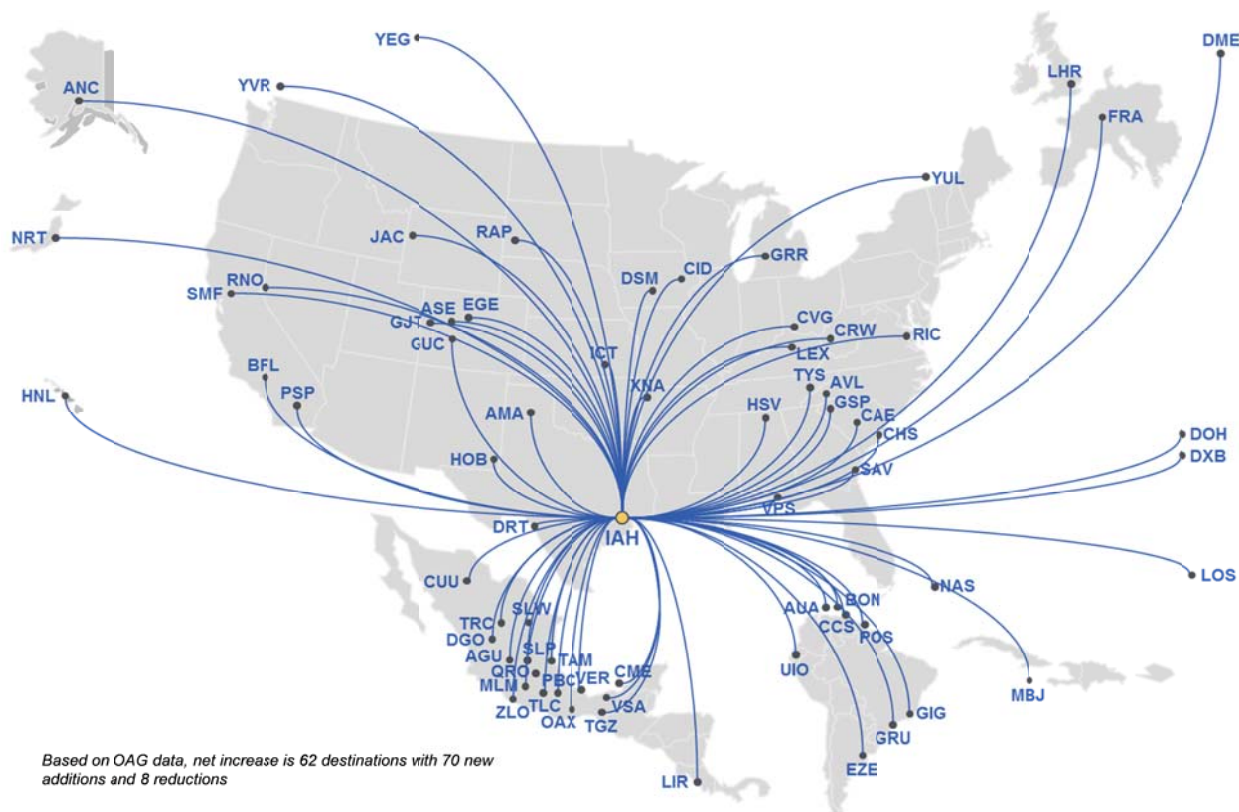 YEG
DME
ANC
YVR
LHR
FRA
YUL
NRT
JAC
RAP
GRR
RNO
DSM
CID
SMF
ASE
EGE
GJT
CVG
CRW
RIC
GUC
LEX
ICT
BFL
TYS
AVL
XNA
HNL
PSP
AMA
HSV
GSP
CAE
CHS
DOH
HOB
DXB
SAV
VPS
DRT
IAH
CUU
LOS
NAS
AUA
BON
SLW
TRC
CCS
POS
DGO
AGU
SLP
TAM
QRO
CME
UIO
MLM
PBC
VER
MBJ
ZLO
TLC
VSA
GIG
OAX
TGZ
GRU
EZE
LIR
Based on OAG data, net increase is 62 destinations with 70 new
additions and 8 reductions